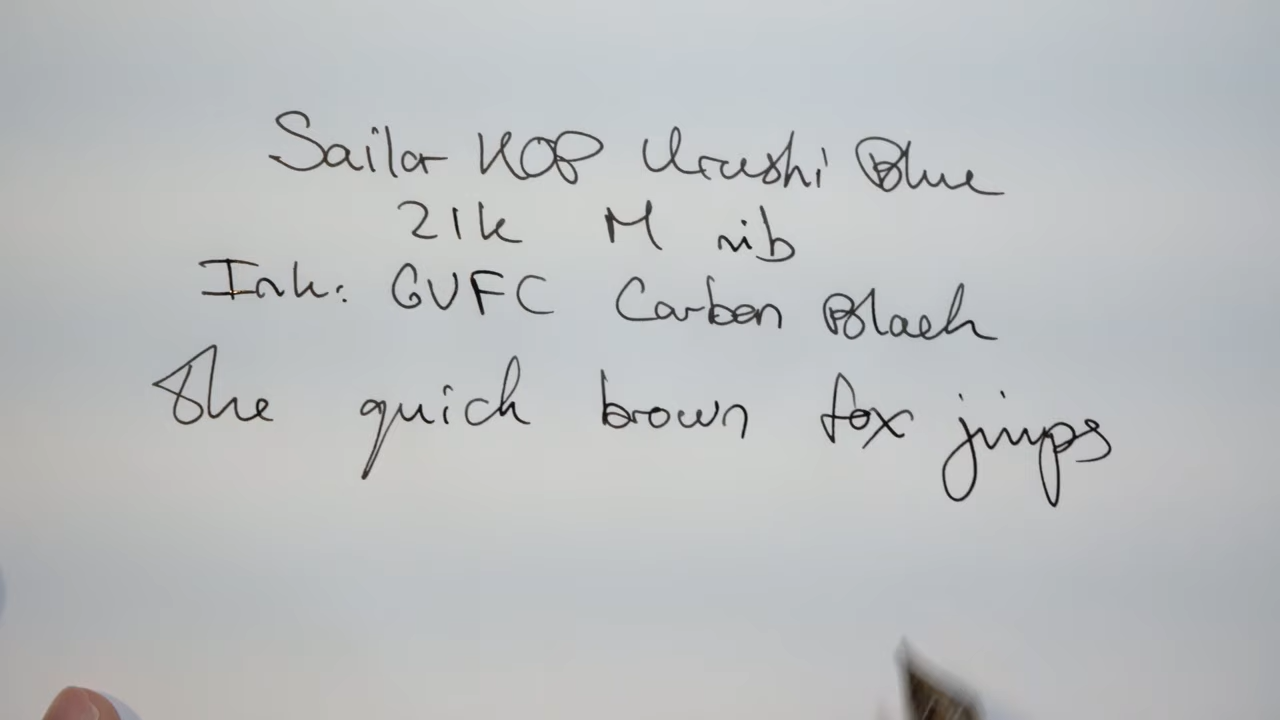 Sailor KOP Urushi Blue
21k M nib
Ink: GVFC Carbon Black
The quick brown fox jumps